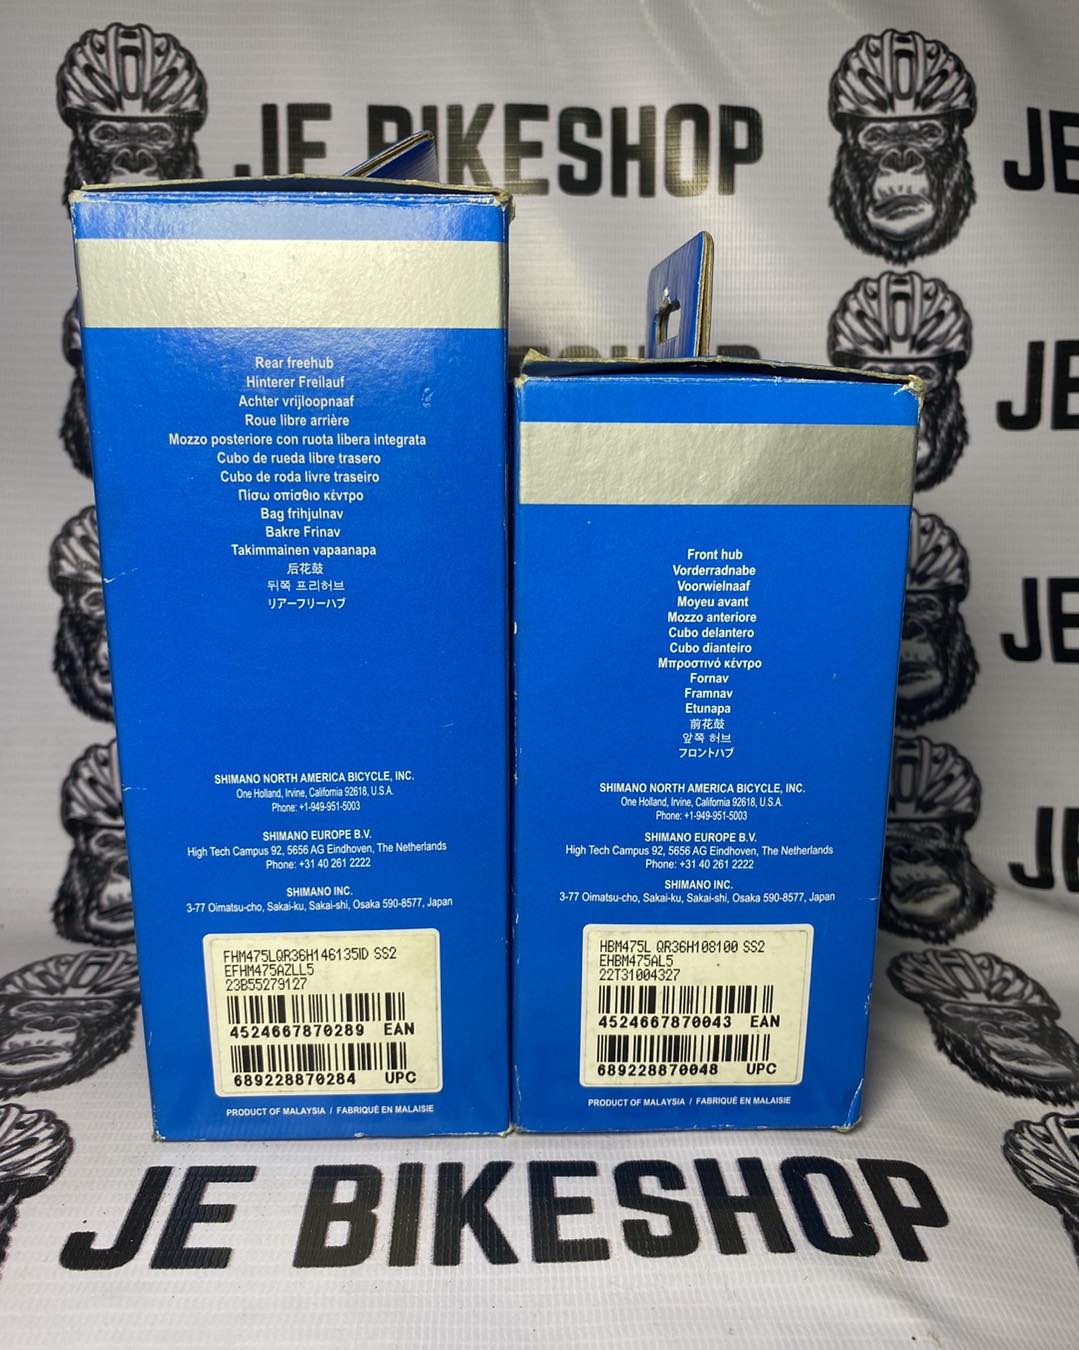 JE BIKESHOP
JE
JE
Rear freehub
Hinterer Freilauf
Achter vrijloopnaaf
Roue libre arrière
Mozzo posteriore con ruota libera integrata
Cubo de rueda libre trasero
Cubo de roda livre traseiro
Πίσω οπίσθιο κέντρο
Bag frihjulnav
Bakre Frinav
Takimmainen vapaanapa
后花鼓
뒤쪽 프리허브
リアーフリーハブ
SHIMANO NORTH AMERICA BICYCLE, INC.
One Holland, Irvine, California 92618, U.S.A.
Phone: +1-949-951-5003
SHIMANO EUROPE B.V.
High Tech Campus 92, 5656 AG Eindhoven, The Netherlands
Phone: +31 40 261 2222
SHIMANO INC.
3-77 Oimatsu-cho, Sakai-ku, Sakai-shi, Osaka 590-8577, Japan
FHM475LQR36H146135ID SS2
EFHM475AZLL5
23B55279127
4524667870289 EAN
689228870284 UPC
PRODUCT OF MALAYSIA / FABRIQUÉ EN MALAISIE
Front hub
Vorderradnabe
Voorwielnaaf
Moyeu avant
Mozzo anteriore
Cubo delantero
Cubo dianteiro
Μπροστινό κέντρο
Fornav
Framnav
Etunapa
前花鼓
앞쪽 허브
フロントハブ
SHIMANO NORTH AMERICA BICYCLE, INC.
One Holland, Irvine, California 92618, U.S.A.
Phone: +1-949-951-5003
SHIMANO EUROPE B.V.
High Tech Campus 92, 5656 AG Eindhoven, The Netherlands
Phone: +31 40 261 2222
SHIMANO INC.
3-77 Oimatsu-cho, Sakai-ku, Sakai-shi, Osaka 590-8577, Japan
HBM475L QR36H108100 SS2
EHBM475AL5
22T31004327
4524667870043 EAN
689228870048 UPC
PRODUCT OF MALAYSIA / FABRIQUÉ EN MALAISIE
JE
JE
JE BIKESHOP